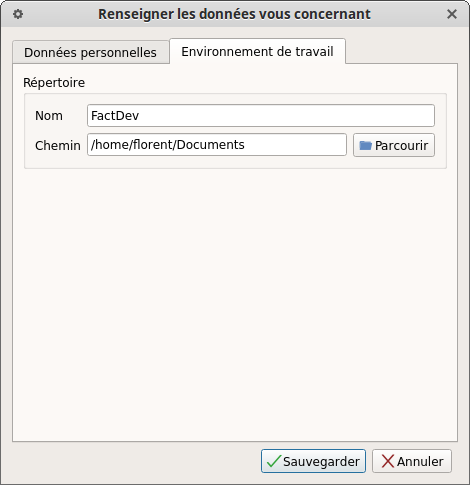 Renseigner les données vous concernant
Données personnelles
Environnement de travail
Répertoire
Nom FactDev
Chemin /home/florent/Documents Parcourir
Sauvegarder Annuler